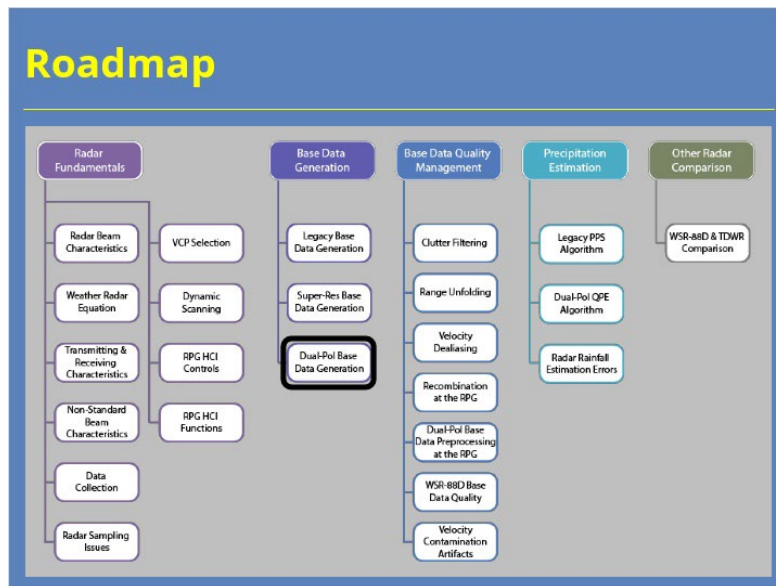 Roadmap
Radar
Fundamentals
Radar Beam
Characteristics
Weather Radar
Equation
Transmitting &
Receiving
Characteristics
Non-Standard
Beam
Characteristics
Data
Collection
Radar Sampling
Issues
VCP Selection
Dynamic
Scanning
RPG HCI
Controls
RPG HCI
Functions
Base Data
Generation
Legacy Base
Data Generation
Super-Res Base
Data Generation
Dual-Pol Base
Data Generation
Base Data Quality
Management
Clutter Filtering
Range Unfolding
Velocity
Dealiasing
Recombination
at the RPG
Dual-Pol Base
Data Preprocessing
at the RPG
WSR-88D Base
Data Quality
Velocity
Contamination
Artifacts
Precipitation
Estimation
Legacy PPS
Algorithm
Dual-Pol QPE
Algorithm
Radar Rainfall
Estimation Errors
Other Radar
Comparison
WSR-88D & TDWR
Comparison